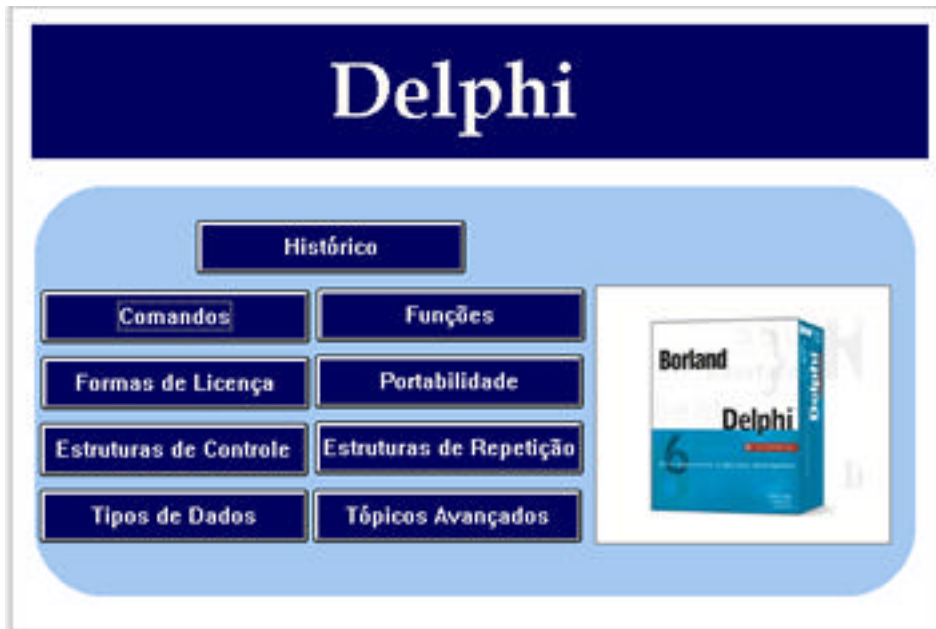 Delphi
Histórico
Comandos
Funções
Formas de Licença
Portabilidade
Estruturas de Controle
Estruturas de Repetição
Tipos de Dados
Tópicos Avançados
Borland
Delphi
6
Delphi